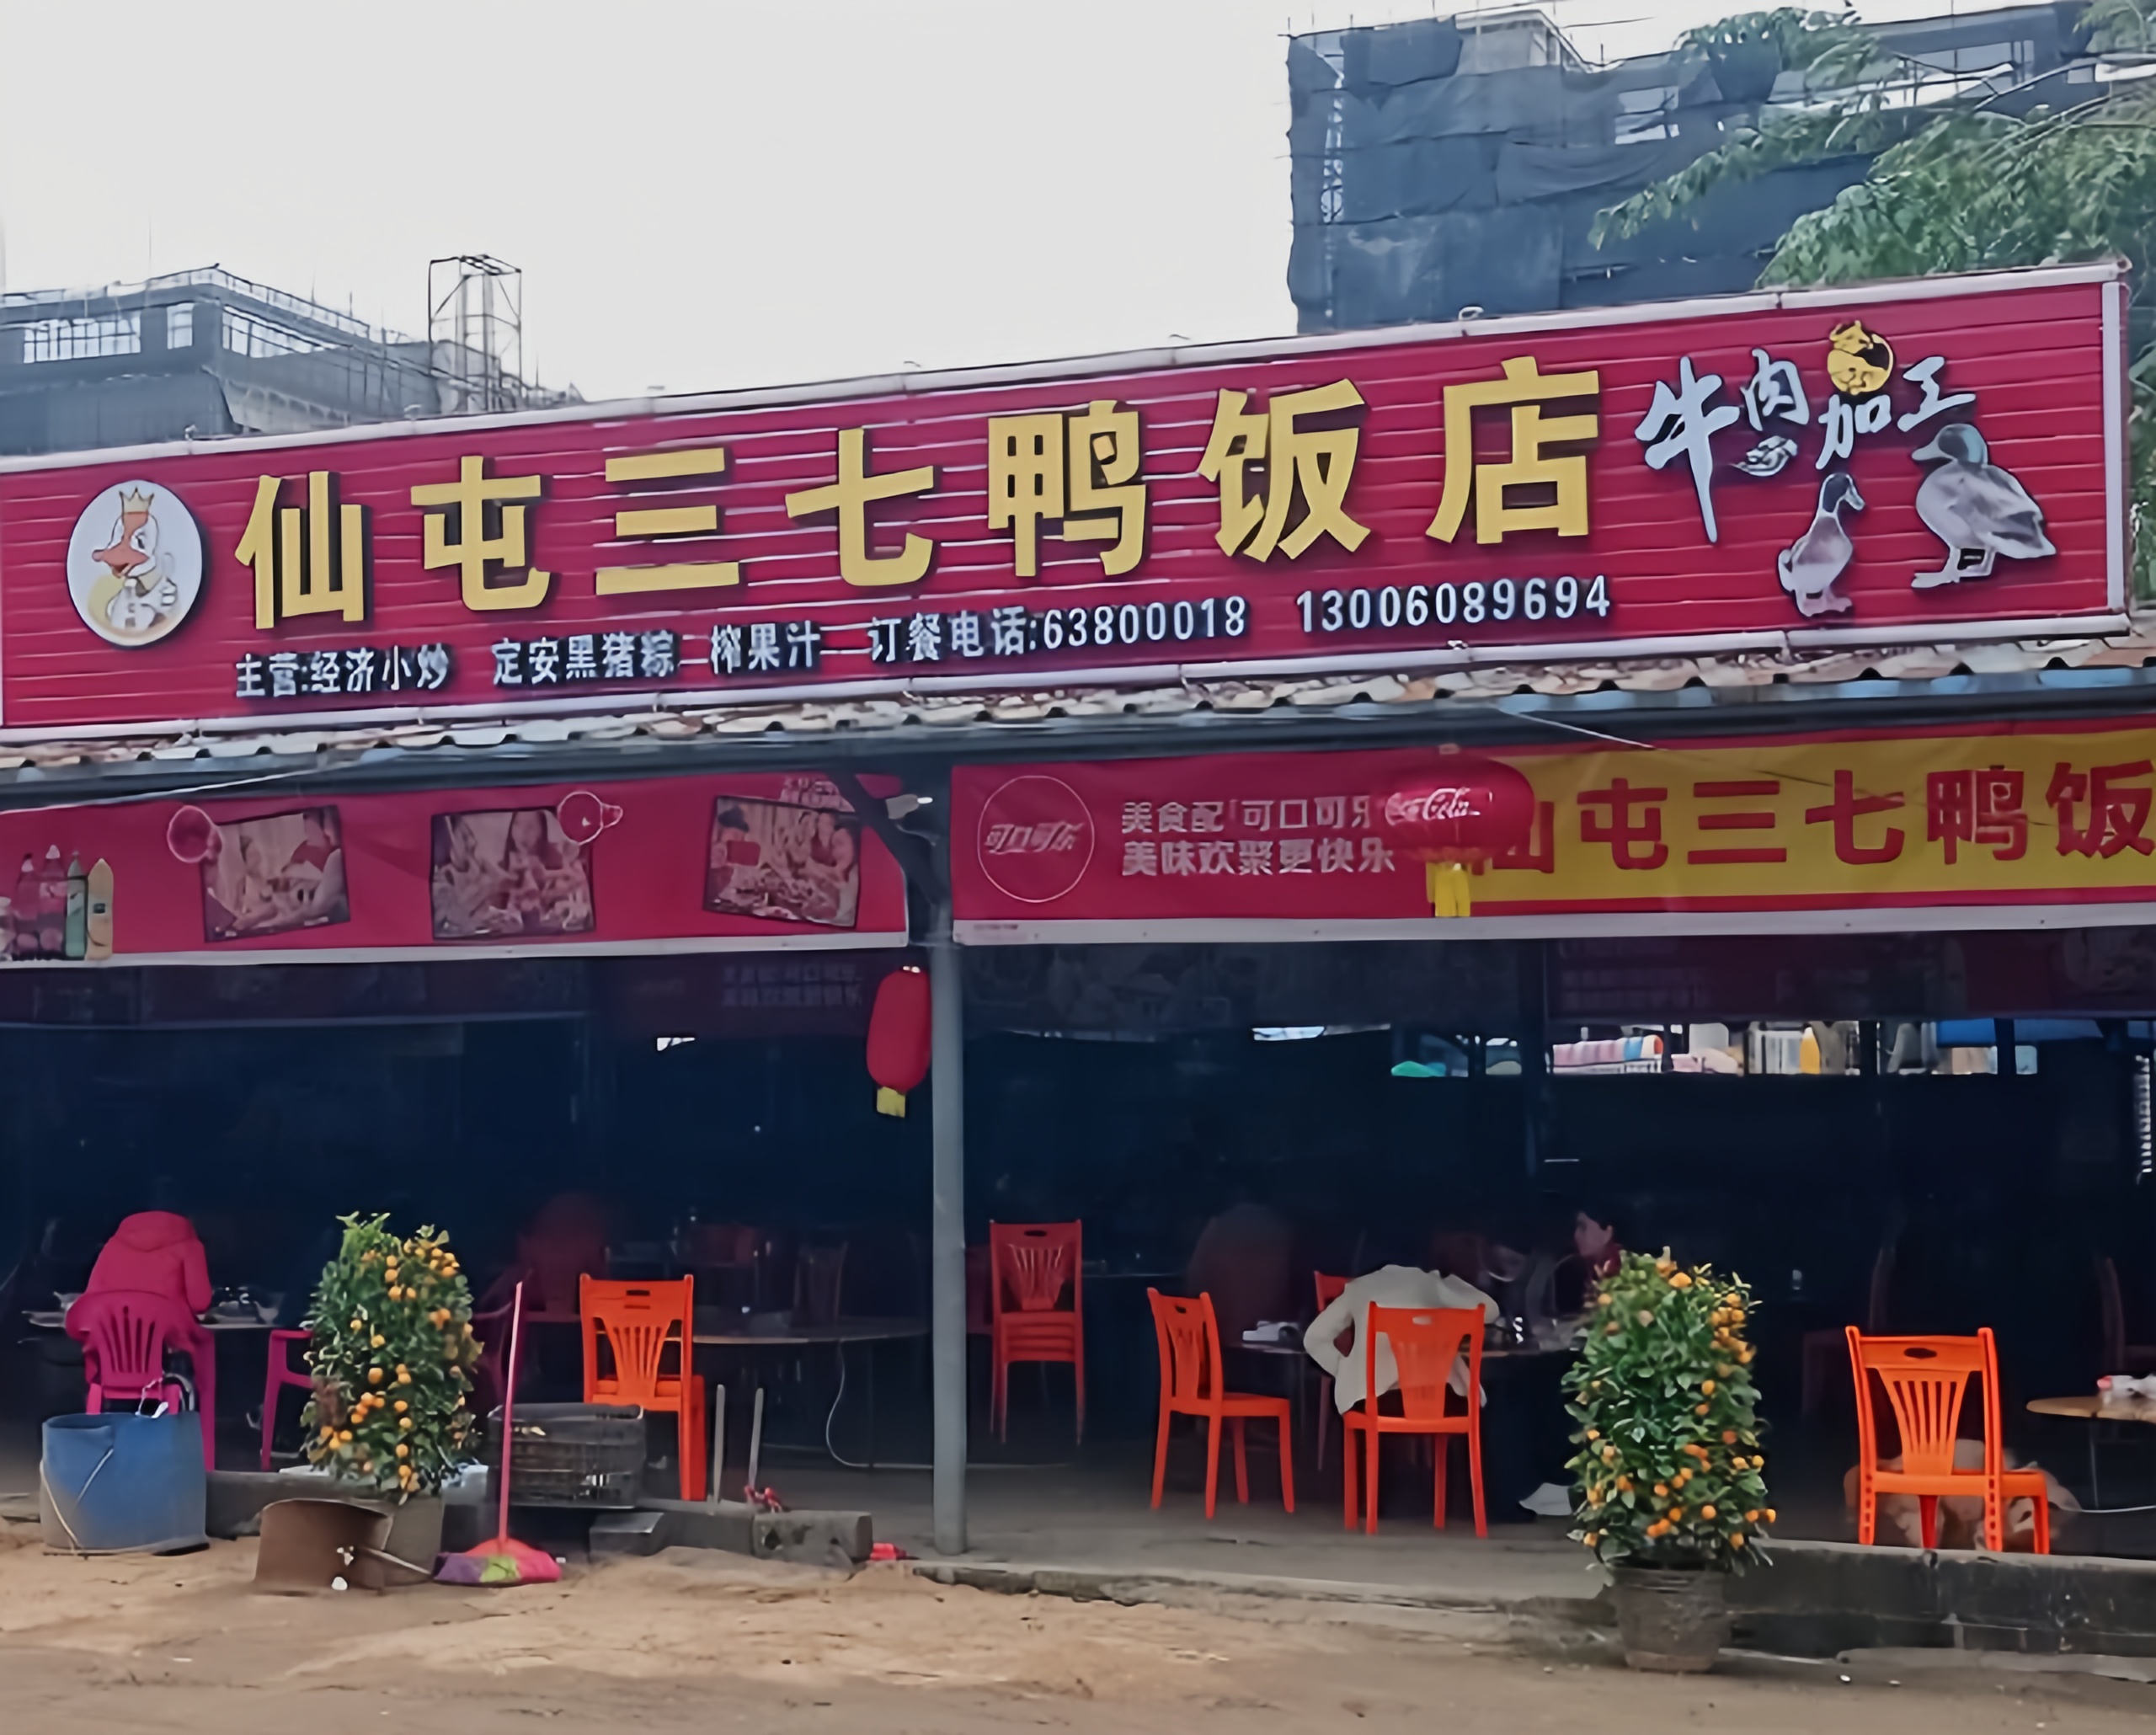 仙屯三七鸭饭店
牛肉加工
主营:经济小炒 定安黑猪粽 榨果汁 订餐电话:63800018 13006089694
可口可乐
美食配可口可乐
美味欢聚更快乐
Coca-Cola
仙屯三七鸭饭